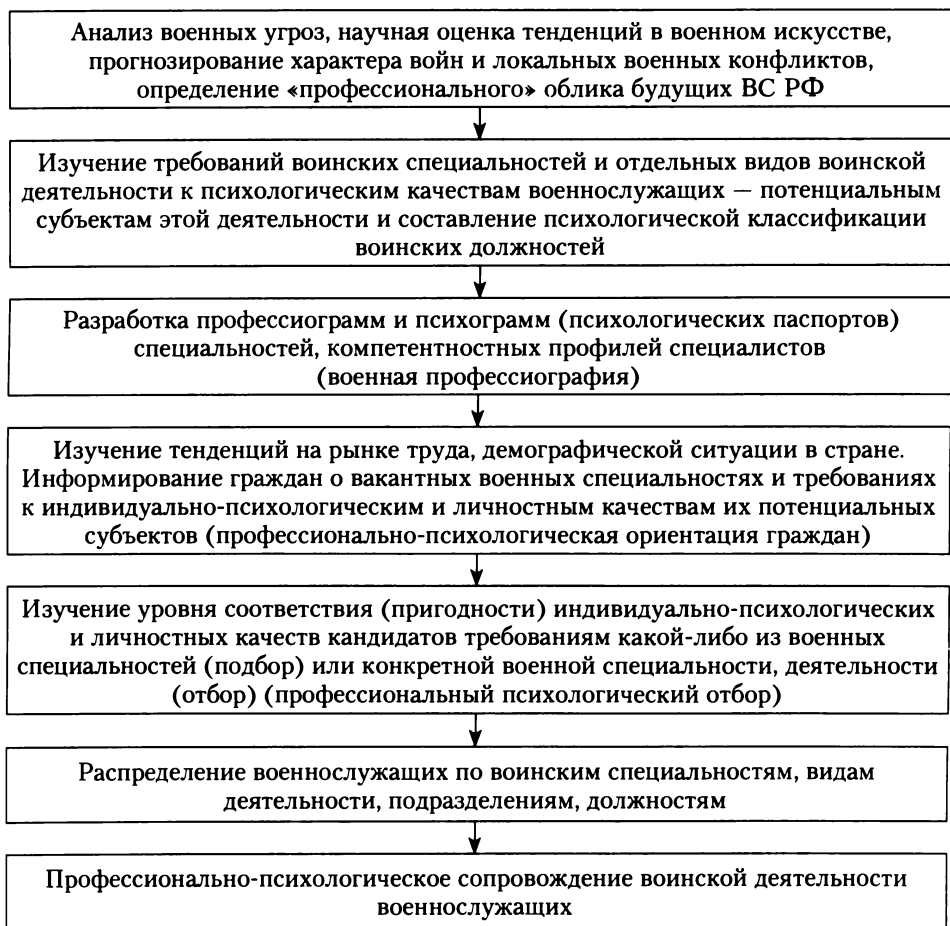 Анализ военных угроз, научная оценка тенденций в военном искусстве,
прогнозирование характера войн и локальных военных конфликтов,
определение «профессионального» облика будущих ВС РФ
Изучение требований воинских специальностей и отдельных видов воинской
деятельности к психологическим качествам военнослужащих — потенциальным
субъектам этой деятельности и составление психологической классификации
воинских должностей
Разработка профессиограмм и психограмм (психологических паспортов)
специальностей, компетентностных профилей специалистов
(военная профессиография)
Изучение тенденций на рынке труда, демографической ситуации в стране.
Информирование граждан о вакантных военных специальностях и требованиях
к индивидуально-психологическим и личностным качествам их потенциальных
субъектов (профессионально-психологическая ориентация граждан)
Изучение уровня соответствия (пригодности) индивидуально-психологических
и личностных качеств кандидатов требованиям какой-либо из военных
специальностей (подбор) или конкретной военной специальности, деятельности
(отбор) (профессиональный психологический отбор)
Распределение военнослужащих по воинским специальностям, видам
деятельности, подразделениям, должностям
Профессионально-психологическое сопровождение воинской деятельности
военнослужащих